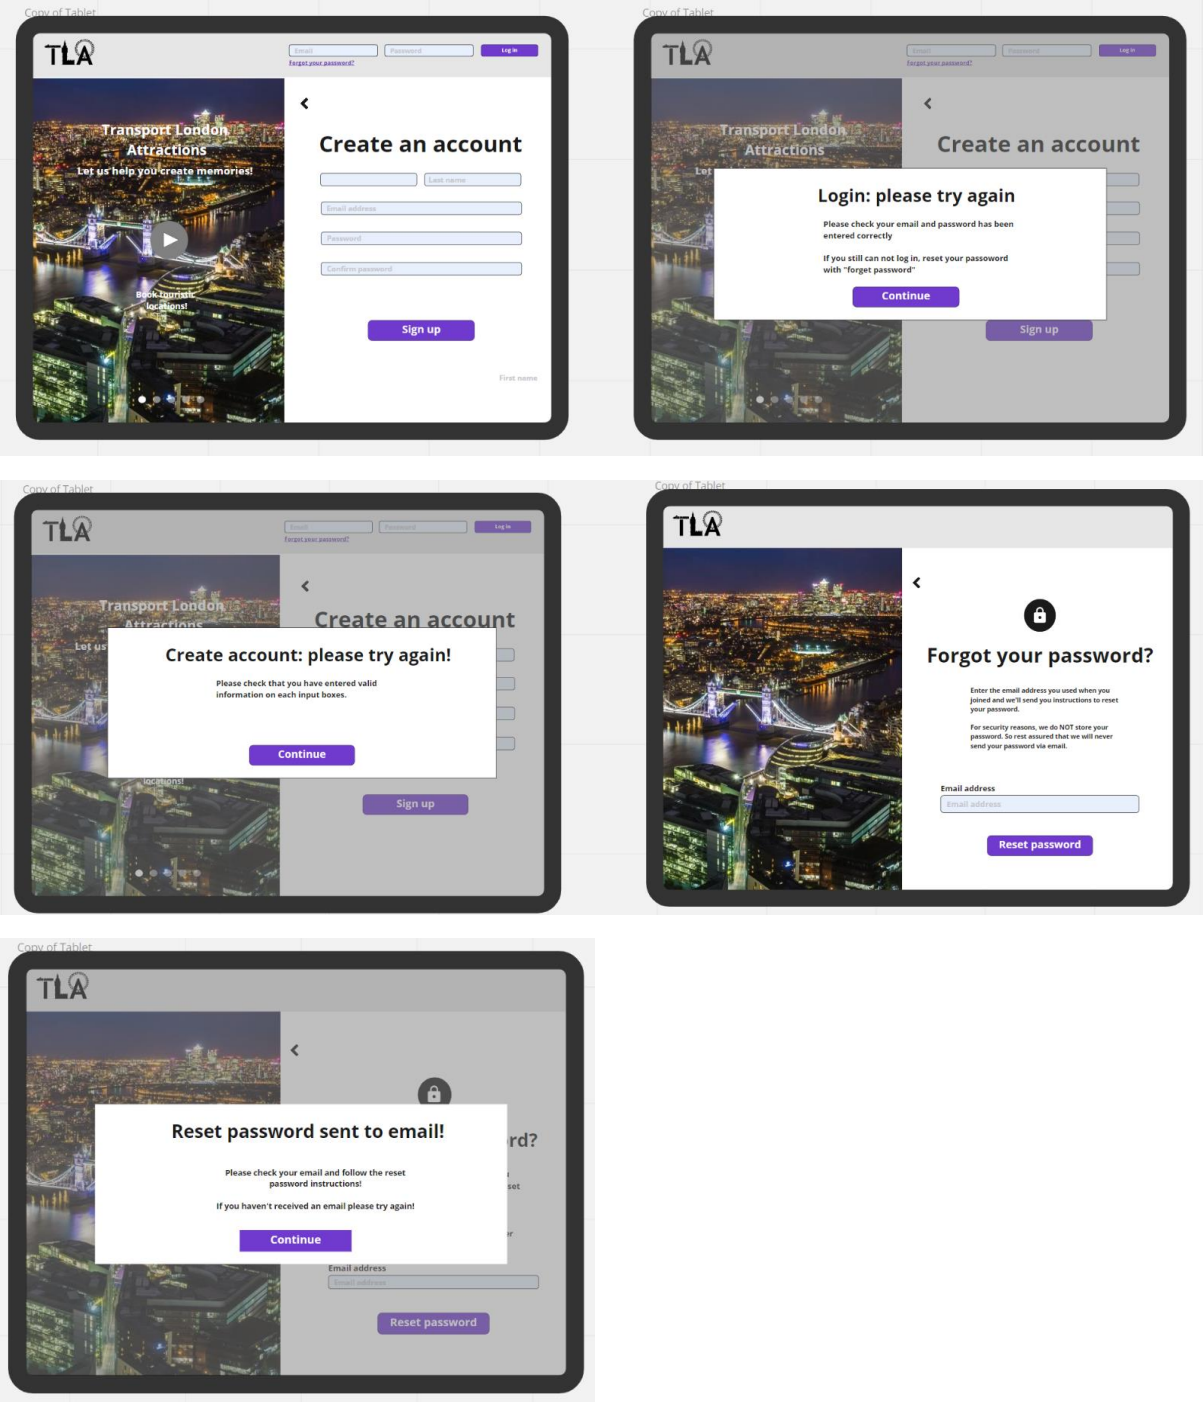 Copy of Tablet
TLA
Email
Password
Log in
Forgot your password?
Transport London
Attractions
Let us help you create memories!
Book touristic
locations!
Create an account
Last name
Email address
Password
Confirm password
Sign up
First name
Copy of Tablet
TLA
Email
Password
Log in
Forgot your password?
Transport London
Attractions
Let
Create an account
Login: please try again
Please check your email and password has been
entered correctly
If you still can not log in, reset your passoword
with "forget password"
Continue
Sign up
Copy of Tablet
TLA
Email
Password
Log in
Forgot your password?
Transport London
Attractions
Let us
locations!
Create an account
Create account: please try again!
Please check that you have entered valid
information on each input boxes.
Continue
Sign up
Copy of Tablet
TLA
Forgot your password?
Enter the email address you used when you
joined and we'll send you instructions to reset
your password.
For security reasons, we do NOT store your
password. So rest assured that we will never
send your password via email.
Email address
Email address
Reset password
Copy of Tablet
TLA
rd?
set
Reset password sent to email!
Please check your email and follow the reset
password instructions!
If you haven't received an email please try again!
Continue
Email address
Email address
Reset password